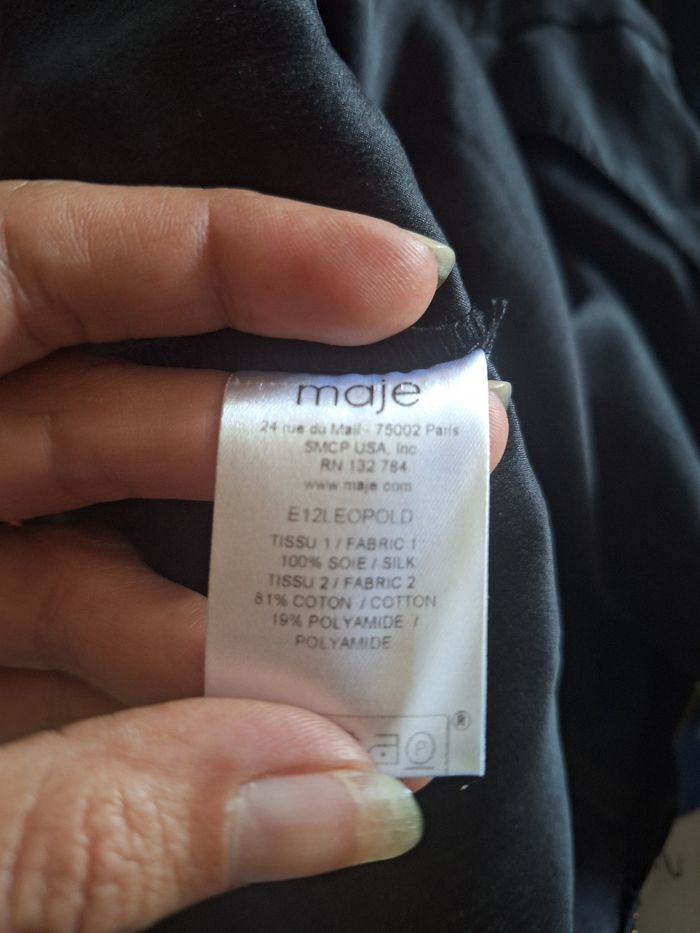 maje
24 rue du Mail - 75002 Paris
SMCP USA, Inc
RN 132 784
www.maje.com
E12LEOPOLD
TISSU 1 / FABRIC 1
100% SOIE / SILK
TISSU 2 / FABRIC 2
81% COTON / COTTON
19% POLYAMIDE /
POLYAMIDE
P ®